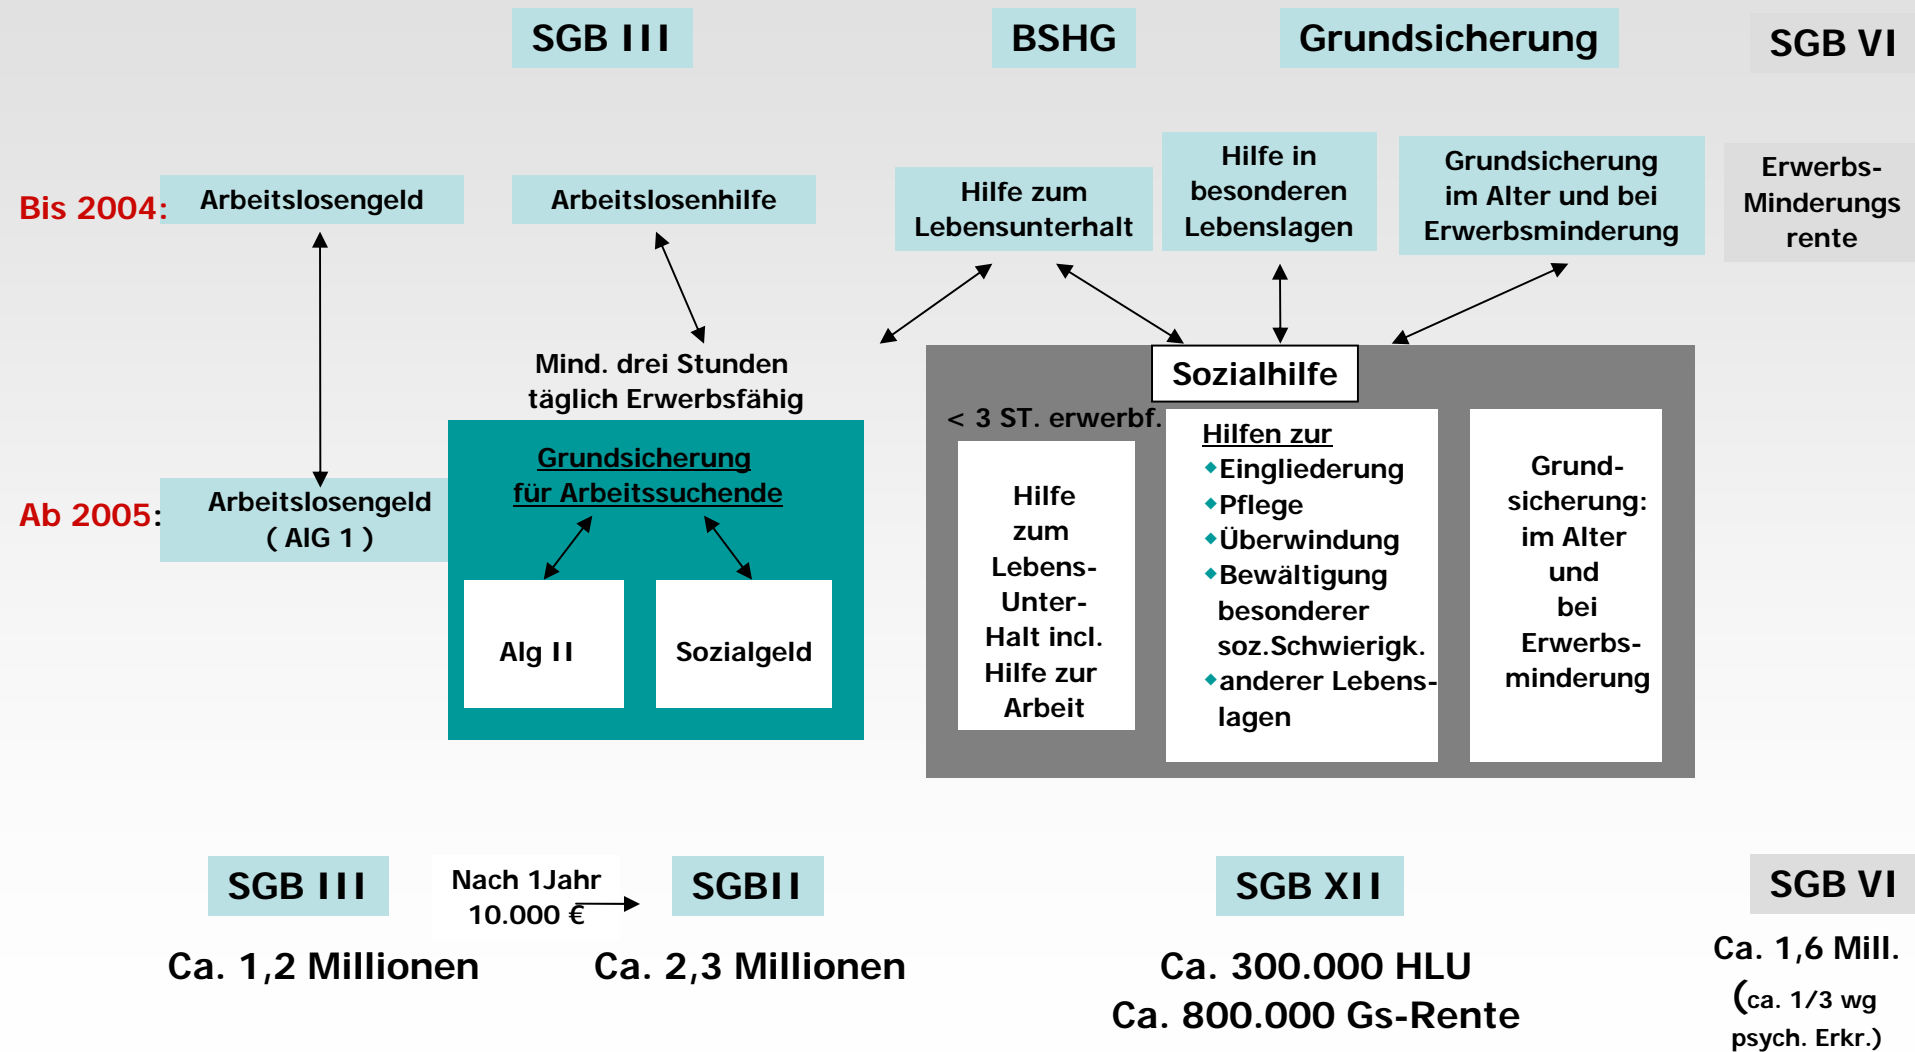 SGB III
BSHG
Grundsicherung
SGB VI
Bis 2004:
Arbeitslosengeld
Arbeitslosenhilfe
Hilfe zum
Lebensunterhalt
Hilfe in
besonderen
Lebenslagen
Grundsicherung
im Alter und bei
Erwerbsminderung
Erwerbs-
Minderungs
rente
Mind. drei Stunden
täglich Erwerbsfähig
Sozialhilfe
Ab 2005:
Arbeitslosengeld
( AlG 1 )
Grundsicherung
für Arbeitssuchende
Alg II
Sozialgeld
< 3 ST. erwerbf.
Hilfe
zum
Lebens-
Unter-
Halt incl.
Hilfe zur
Arbeit
Hilfen zur
◆Eingliederung
◆Pflege
◆Überwindung
◆Bewältigung
besonderer
soz.Schwierigk.
◆anderer Lebens-
lagen
Grund-
sicherung:
im Alter
und
bei
Erwerbs-
minderung
SGB III
Nach 1Jahr
10.000 €
SGBII
SGB XII
SGB VI
Ca. 1,2 Millionen
Ca. 2,3 Millionen
Ca. 300.000 HLU
Ca. 800.000 Gs-Rente
Ca. 1,6 Mill.
(ca. 1/3 wg
psych. Erkr.)